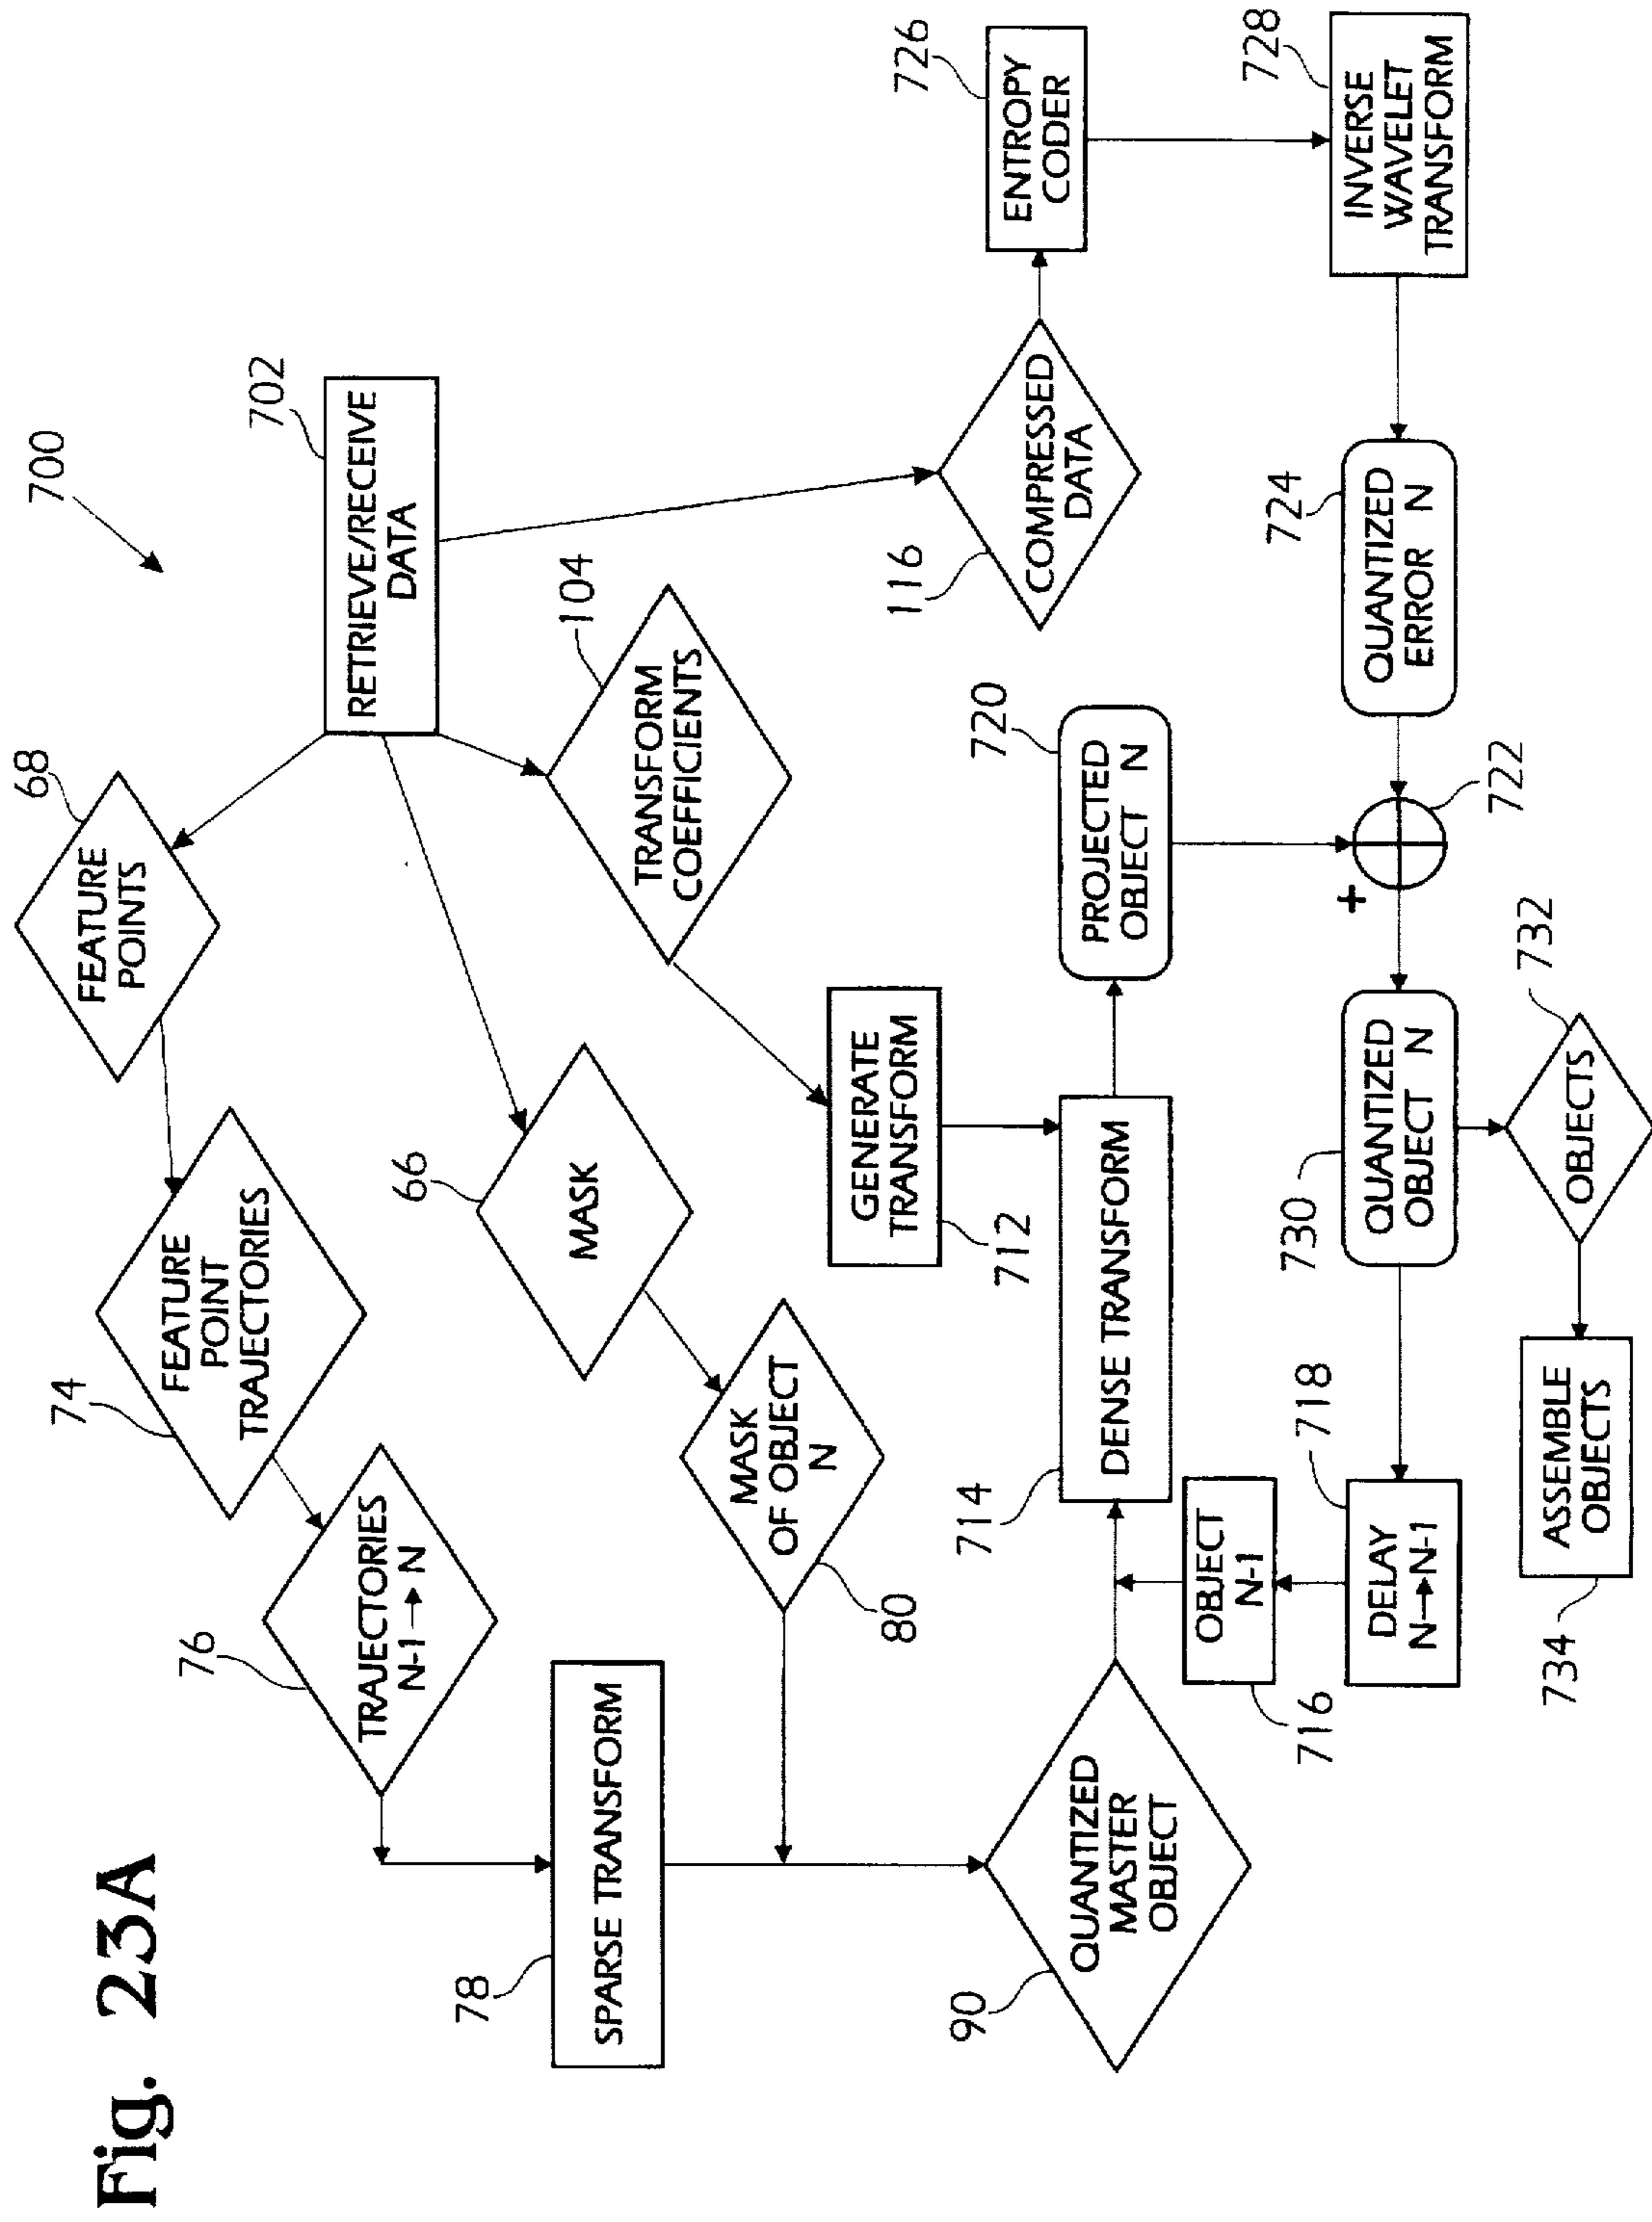 Fig. 23A
700
702
RETRIEVE/RECEIVE
DATA
68
FEATURE
POINTS
74
FEATURE
POINT
TRAJECTORIES
76
TRAJECTORIES
N-1→N
78
SPARSE TRANSFORM
66
MASK
80
MASK
OF OBJECT
N
104
TRANSFORM
COEFFICIENTS
GENERATE
TRANSFORM
712
90
QUANTIZED
MASTER
OBJECT
714
DENSE TRANSFORM
720
PROJECTED
OBJECT N
116
COMPRESSED
DATA
726
ENTROPY
CODER
728
INVERSE
WAVELET
TRANSFORM
724
QUANTIZED
ERROR N
+
722
730
QUANTIZED
OBJECT N
OBJECT
N-1
716
718
DELAY
N→N-1
732
OBJECTS
734
ASSEMBLE
OBJECTS